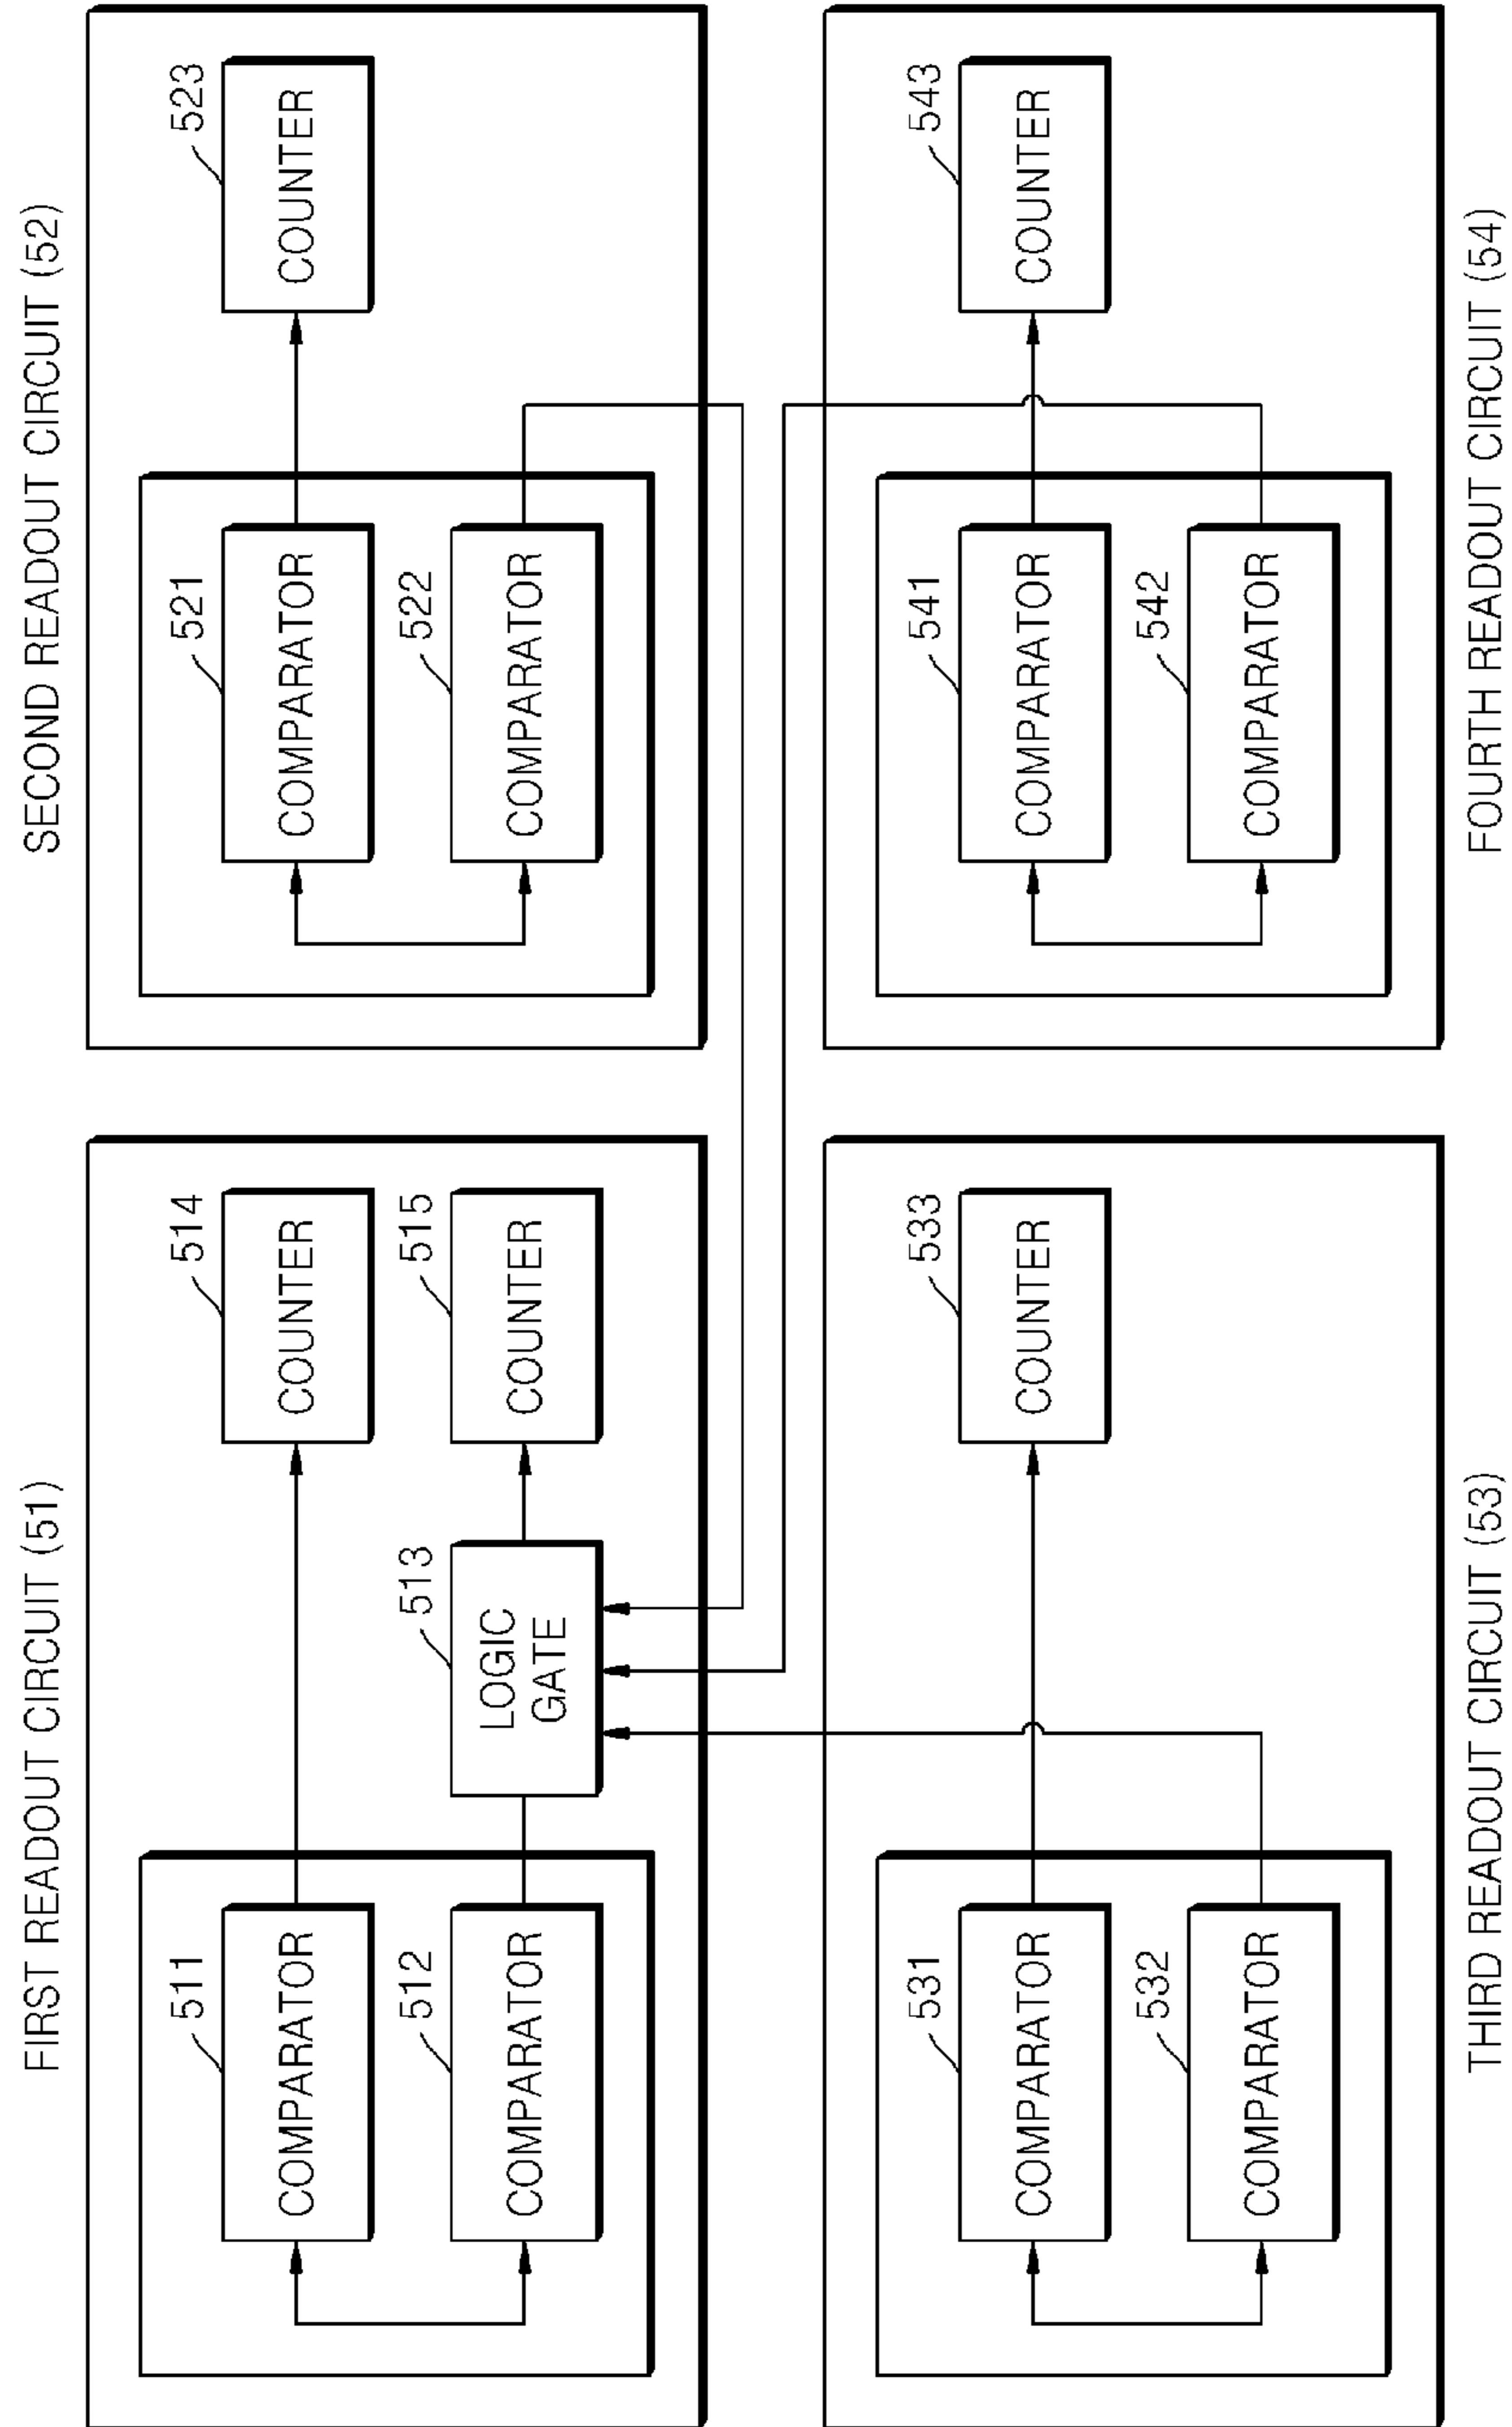 FIRST READOUT CIRCUIT (51)
511
COMPARATOR
512
COMPARATOR
513
LOGIC
GATE
514
COUNTER
515
COUNTER
SECOND READOUT CIRCUIT (52)
521
COMPARATOR
522
COMPARATOR
523
COUNTER
531
COMPARATOR
532
COMPARATOR
533
COUNTER
THIRD READOUT CIRCUIT (53)
541
COMPARATOR
542
COMPARATOR
543
COUNTER
FOURTH READOUT CIRCUIT (54)